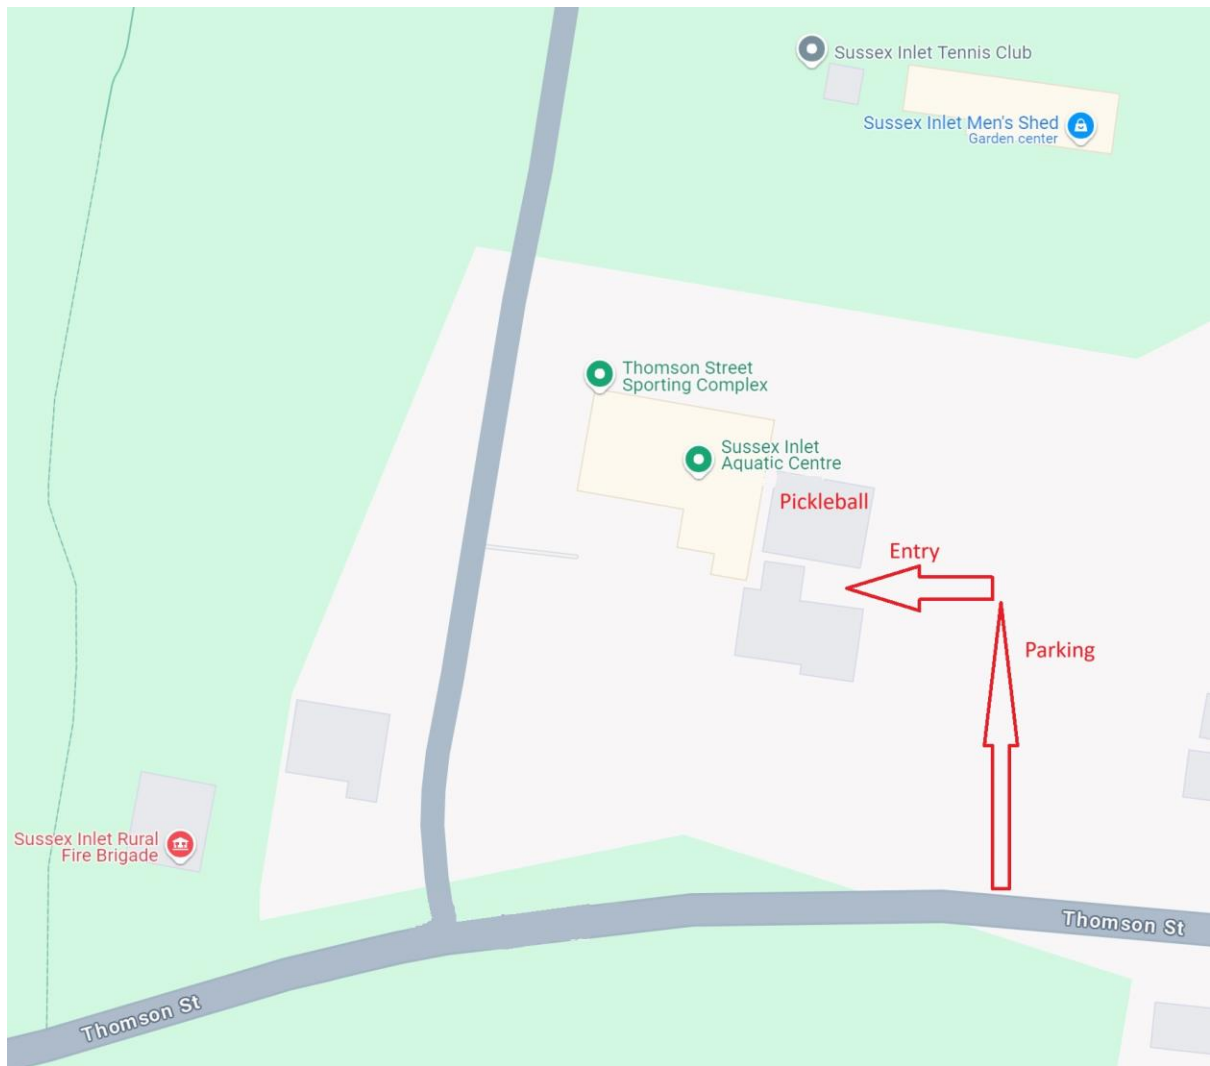 Sussex Inlet Tennis Club
Sussex Inlet Men's Shed
Garden center
Thomson Street
Sporting Complex
Sussex Inlet
Aquatic Centre
Pickleball
Entry
Parking
Sussex Inlet Rural
Fire Brigade
Thomson St
Thomson St